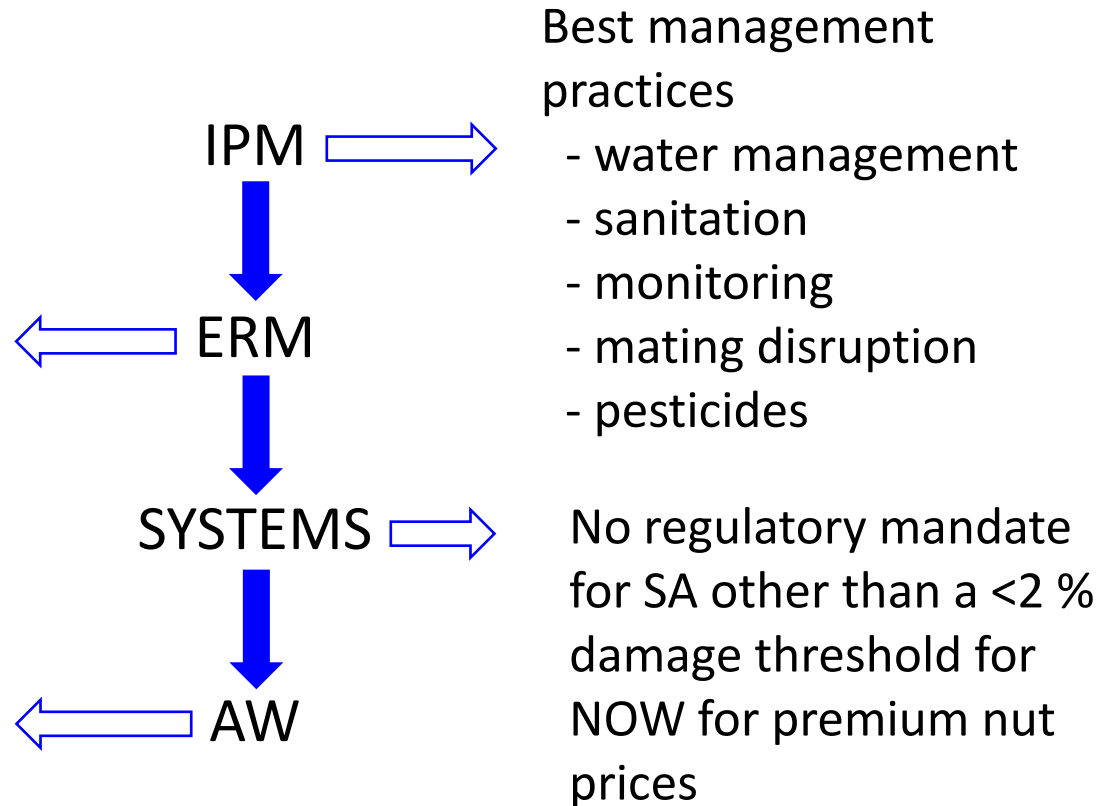 IPM
ERM
SYSTEMS
AW
Best management
practices
- water management
- sanitation
- monitoring
- mating disruption
- pesticides
No regulatory mandate
for SA other than a <2 %
damage threshold for
NOW for premium nut
prices